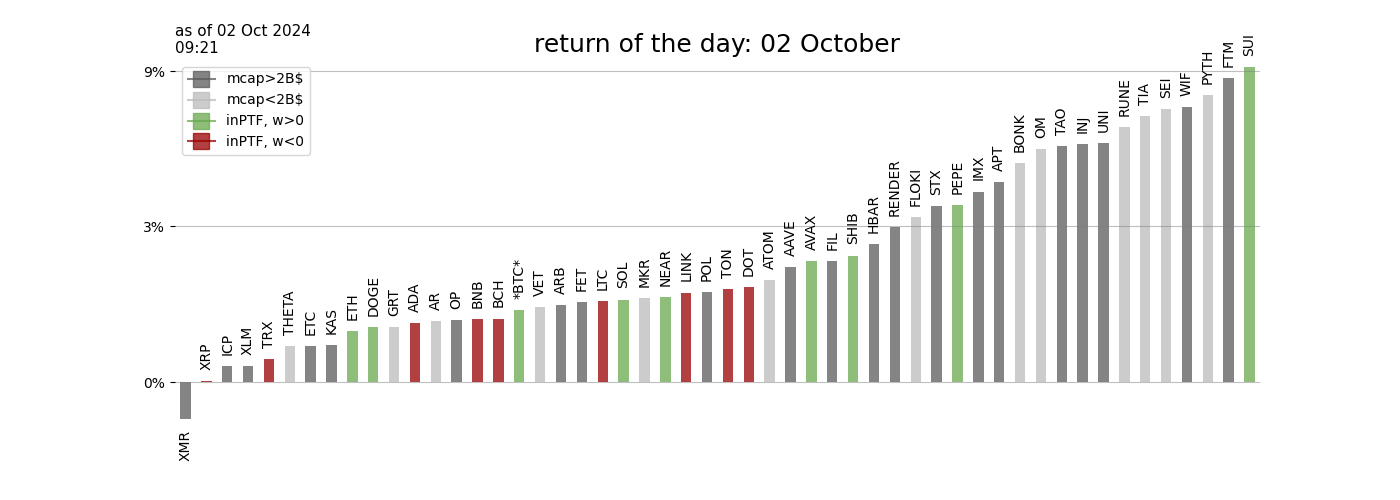 as of 02 Oct 2024
09:21
return of the day: 02 October
mcap>2B$
mcap<2B$
inPTF, w>0
inPTF, w<0
9%
3%
0%
XMR
XRP
ICP
XLM
TRX
THETA
ETC
KAS
ETH
DOGE
GRT
ADA
AR
OP
BNB
BCH
*BTC*
VET
ARB
FET
LTC
SOL
MKR
NEAR
LINK
POL
TON
DOT
ATOM
AAVE
AVAX
FIL
SHIB
HBAR
RENDER
FLOKI
STX
PEPE
IMX
APT
BONK
OM
TAO
INJ
UNI
RUNE
TIA
SEI
WIF
PYTH
FTM
SUI